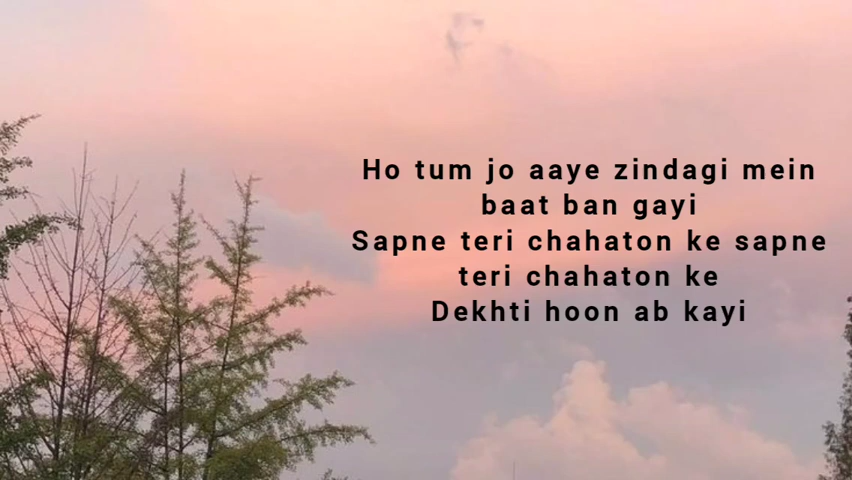 Ho tum jo aaye zindagi mein
baat ban gayi
Sapne teri chahaton ke sapne
teri chahaton ke
Dekhti hoon ab kayi